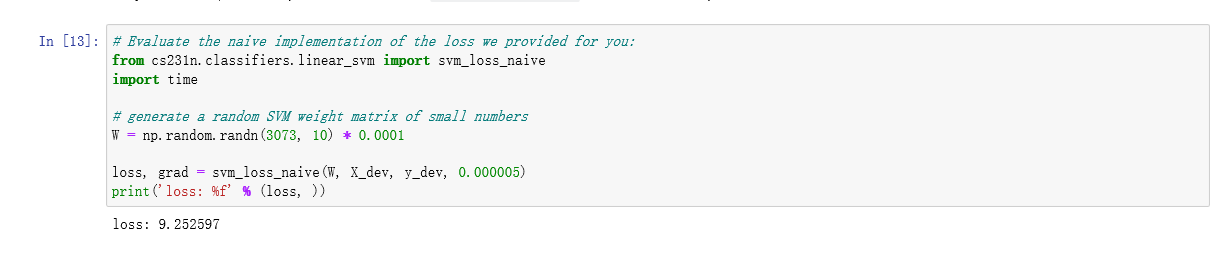 In [13]: # Evaluate the naive implementation of the loss we provided for you:
from cs231n.classifiers.linear_svm import svm_loss_naive
import time
# generate a random SVM weight matrix of small numbers
W = np.random.randn(3073, 10) * 0.0001
loss, grad = svm_loss_naive(W, X_dev, y_dev, 0.000005)
print('loss: %f' % (loss, ))
loss: 9.252597